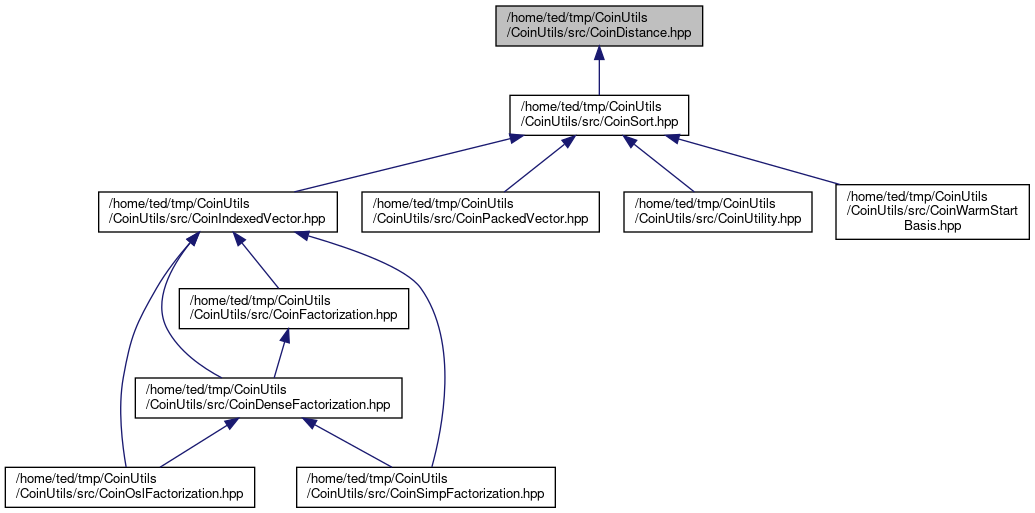 /home/ted/tmp/CoinUtils
/CoinUtils/src/CoinDistance.hpp
/home/ted/tmp/CoinUtils
/CoinUtils/src/CoinSort.hpp
/home/ted/tmp/CoinUtils
/CoinUtils/src/CoinIndexedVector.hpp
/home/ted/tmp/CoinUtils
/CoinUtils/src/CoinPackedVector.hpp
/home/ted/tmp/CoinUtils
/CoinUtils/src/CoinUtility.hpp
/home/ted/tmp/CoinUtils
/CoinUtils/src/CoinWarmStart
Basis.hpp
/home/ted/tmp/CoinUtils
/CoinUtils/src/CoinFactorization.hpp
/home/ted/tmp/CoinUtils
/CoinUtils/src/CoinDenseFactorization.hpp
/home/ted/tmp/CoinUtils
/CoinUtils/src/CoinOslFactorization.hpp
/home/ted/tmp/CoinUtils
/CoinUtils/src/CoinSimpFactorization.hpp